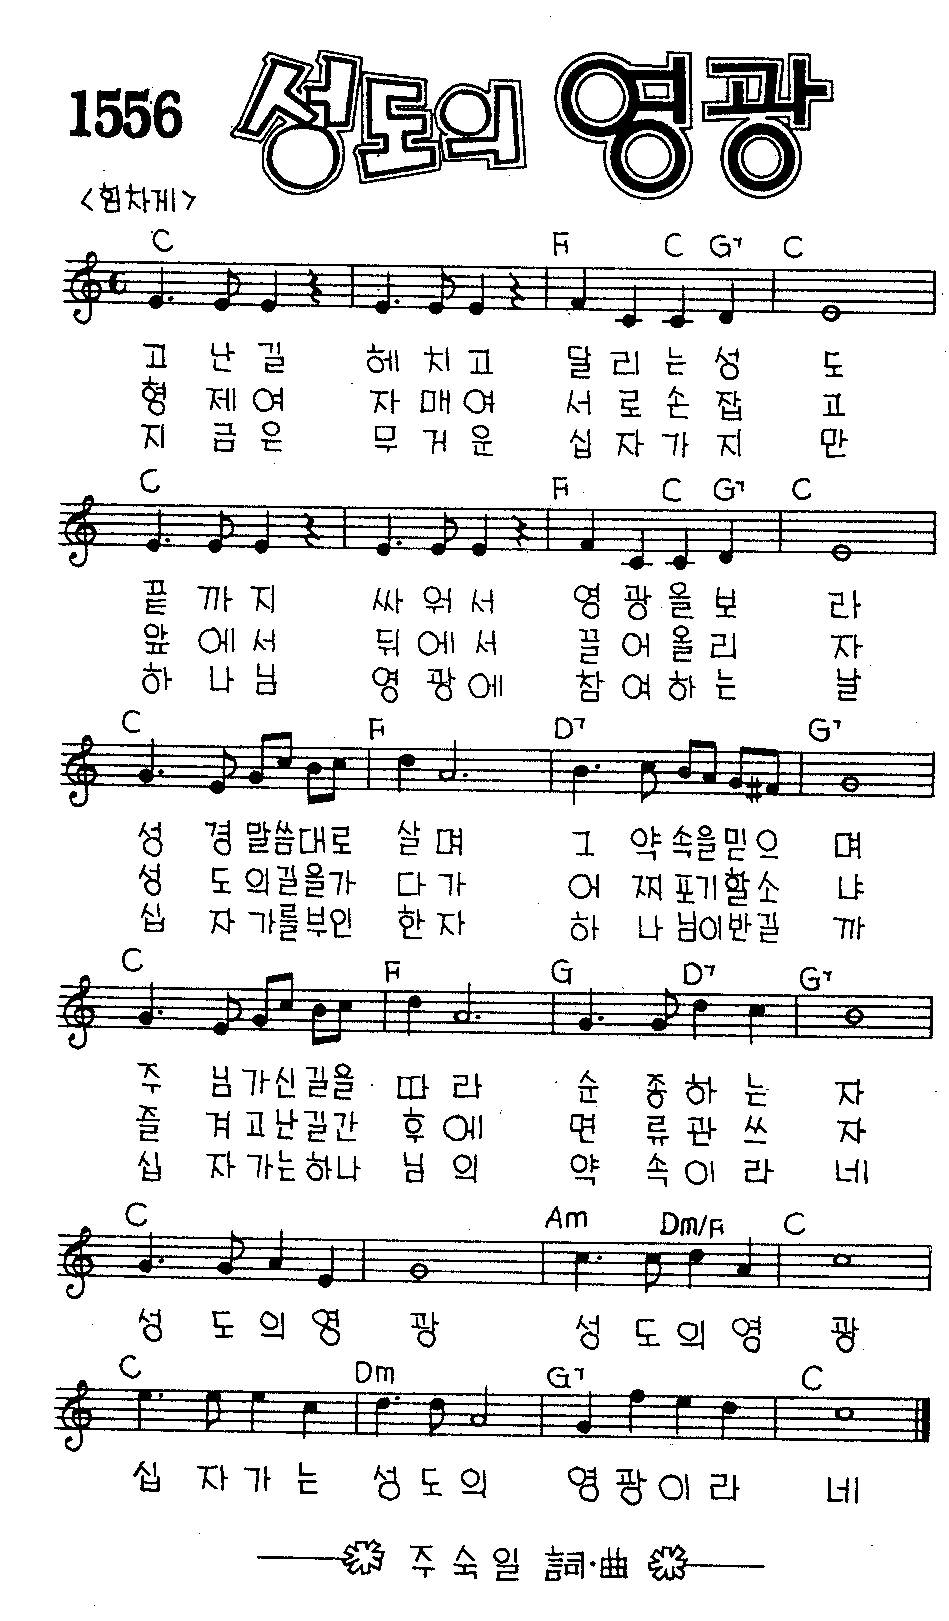 1556 성도의 영광
<힘차게>
C F C G7 C
고 난 길 헤 치 고 달 리 는 성 도
형 제 여 자 매 여 서 로 손 잡 고
지 금 은 무 거 운 십 자 가 지 만
C F C G7 C
끝 까 지 싸 워 서 영 광 을 보 라
앞 에 서 뒤 에 서 끌 어 올 리 자
하 나 님 영 광 에 참 여 하 는 날
C F D7 G7
성 경 말씀대로 살 며 그 약 속을믿으 며
성 도 의길을가 다 가 어 찌 포기할소 냐
십 자 가를부인 한 자 하 나 님이반길 까
C F G D7 G7
주 님 가신길을 따 라 순 종 하 는 자
즐 겨 고난길간 후 에 면 류 관 쓰 자
십 자 가는하나 님 의 약 속 이 라 네
C Am Dm/F C
성 도 의 영 광 성 도 의 영 광
C Dm G7 C
십 자 가 는 성 도 의 영 광 이 라 네
주 숙 일 詞·曲